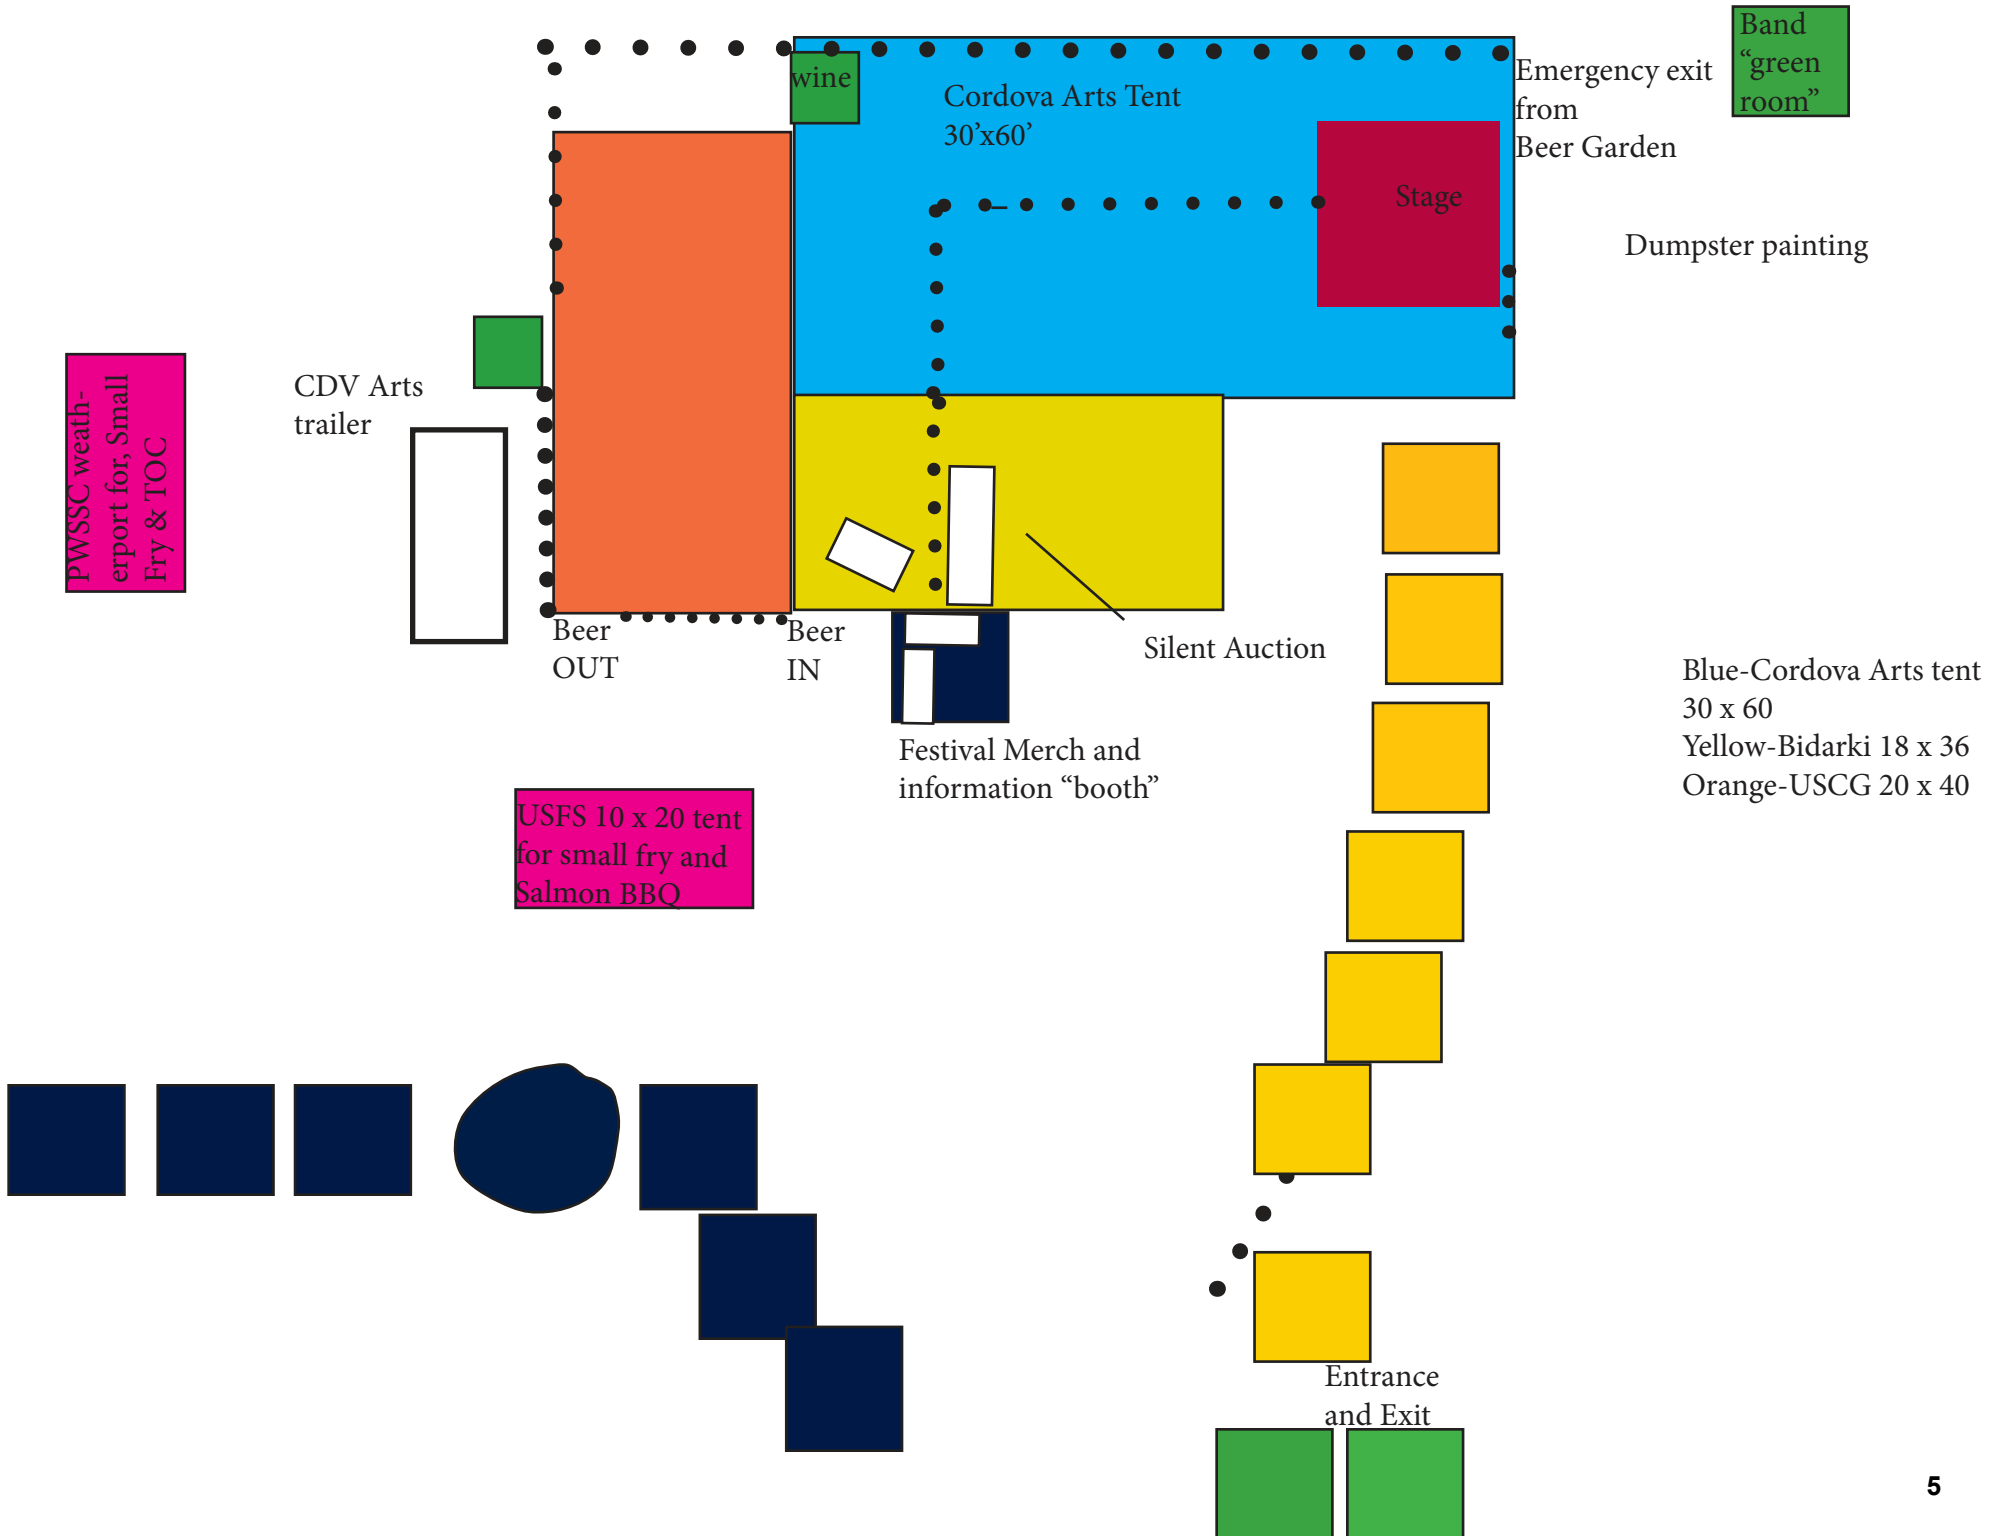 Band
“green
room”
wine
Cordova Arts Tent
30’x60’
Emergency exit
from
Beer Garden
Stage
Dumpster painting
CDV Arts
trailer
PWSSC weath-
erport for, Small
Fry & TOC
Beer
OUT
Beer
IN
Silent Auction
Festival Merch and
information “booth”
Blue-Cordova Arts tent
30 x 60
Yellow-Bidarki 18 x 36
Orange-USCG 20 x 40
USFS 10 x 20 tent
for small fry and
Salmon BBQ
Entrance
and Exit
5